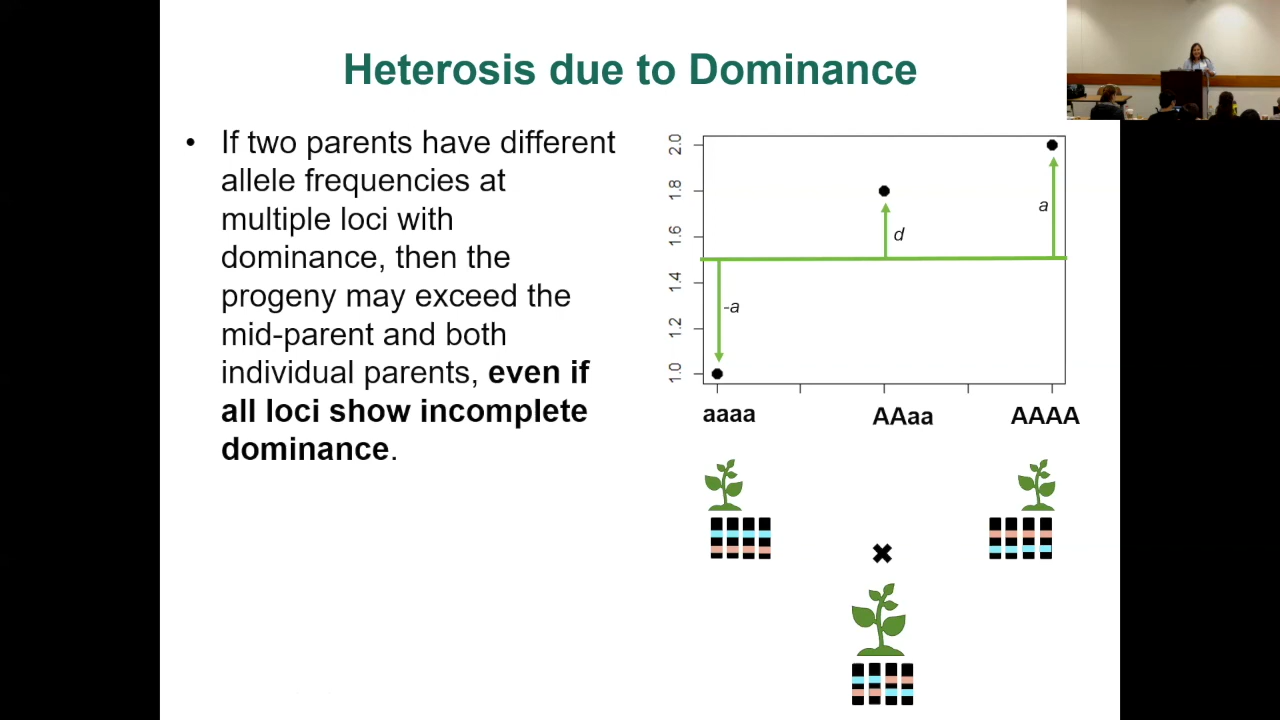 Heterosis due to Dominance
• If two parents have different
allele frequencies at
multiple loci with
dominance, then the
progeny may exceed the
mid-parent and both
individual parents, even if
all loci show incomplete
dominance.
2.0
1.8
1.6
1.4
1.2
1.0
a
d
-a
aaaa
AAaa
AAAA